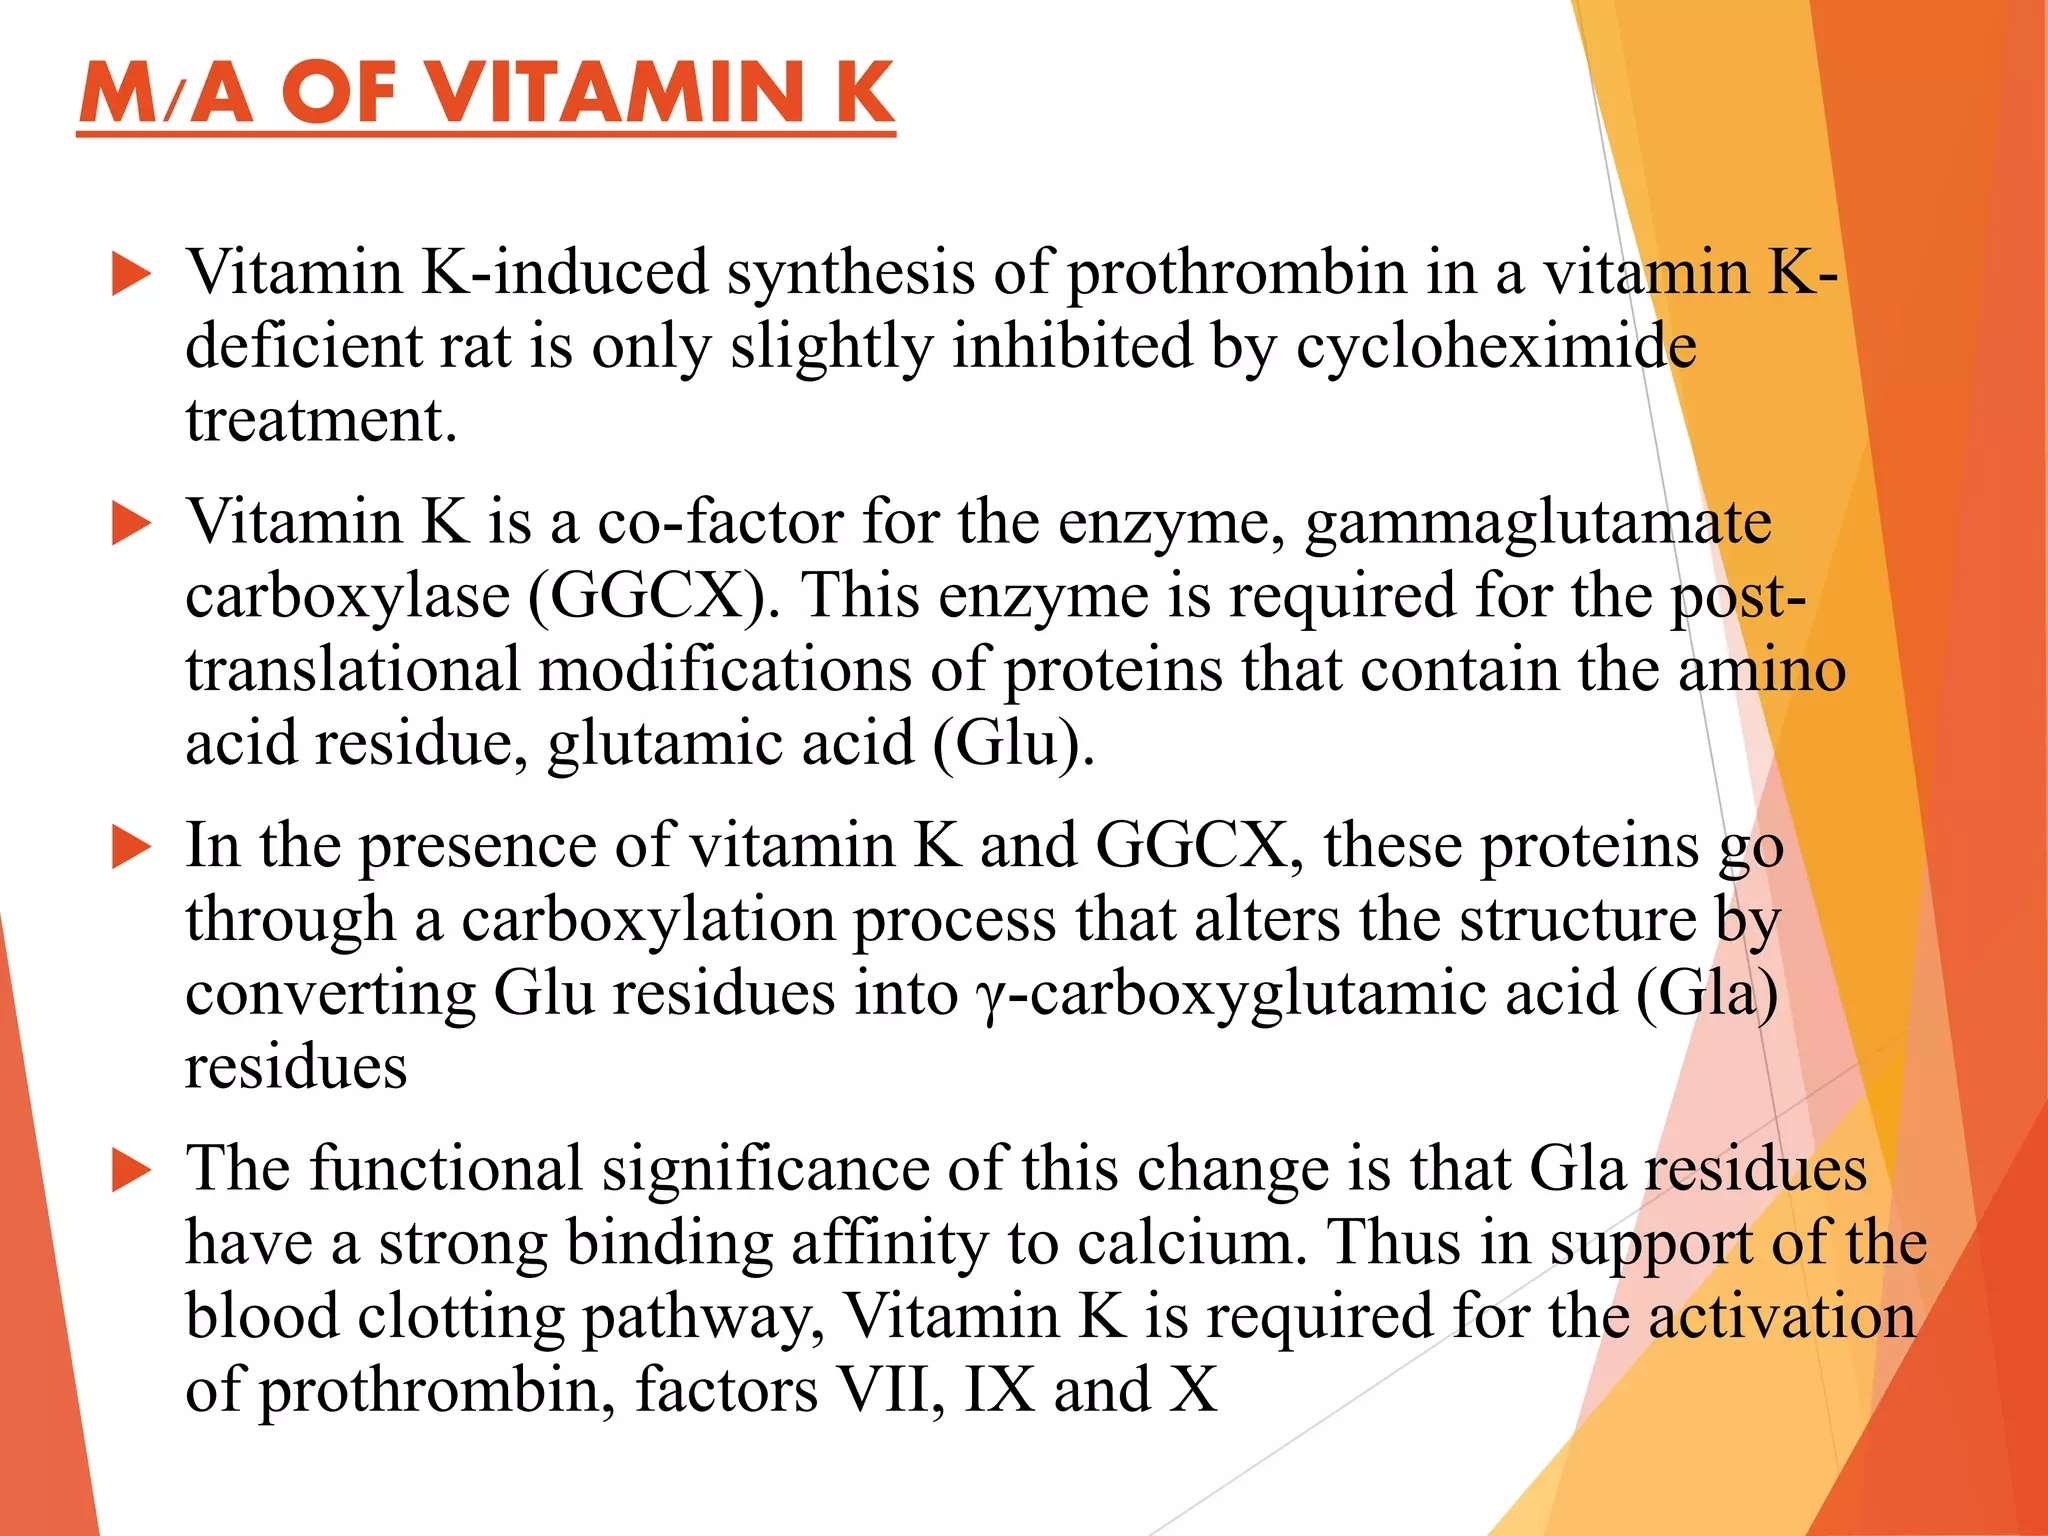 M/A OF VITAMIN K
Vitamin K-induced synthesis of prothrombin in a vitamin K-
deficient rat is only slightly inhibited by cycloheximide
treatment.
Vitamin K is a co-factor for the enzyme, gammaglutamate
carboxylase (GGCX). This enzyme is required for the post-
translational modifications of proteins that contain the amino
acid residue, glutamic acid (Glu).
In the presence of vitamin K and GGCX, these proteins go
through a carboxylation process that alters the structure by
converting Glu residues into γ-carboxyglutamic acid (Gla)
residues
The functional significance of this change is that Gla residues
have a strong binding affinity to calcium. Thus in support of the
blood clotting pathway, Vitamin K is required for the activation
of prothrombin, factors VII, IX and X